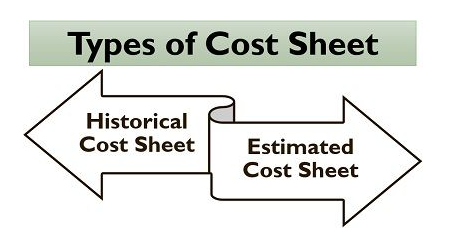 Types of Cost Sheet
Historical
Cost Sheet
Estimated
Cost Sheet